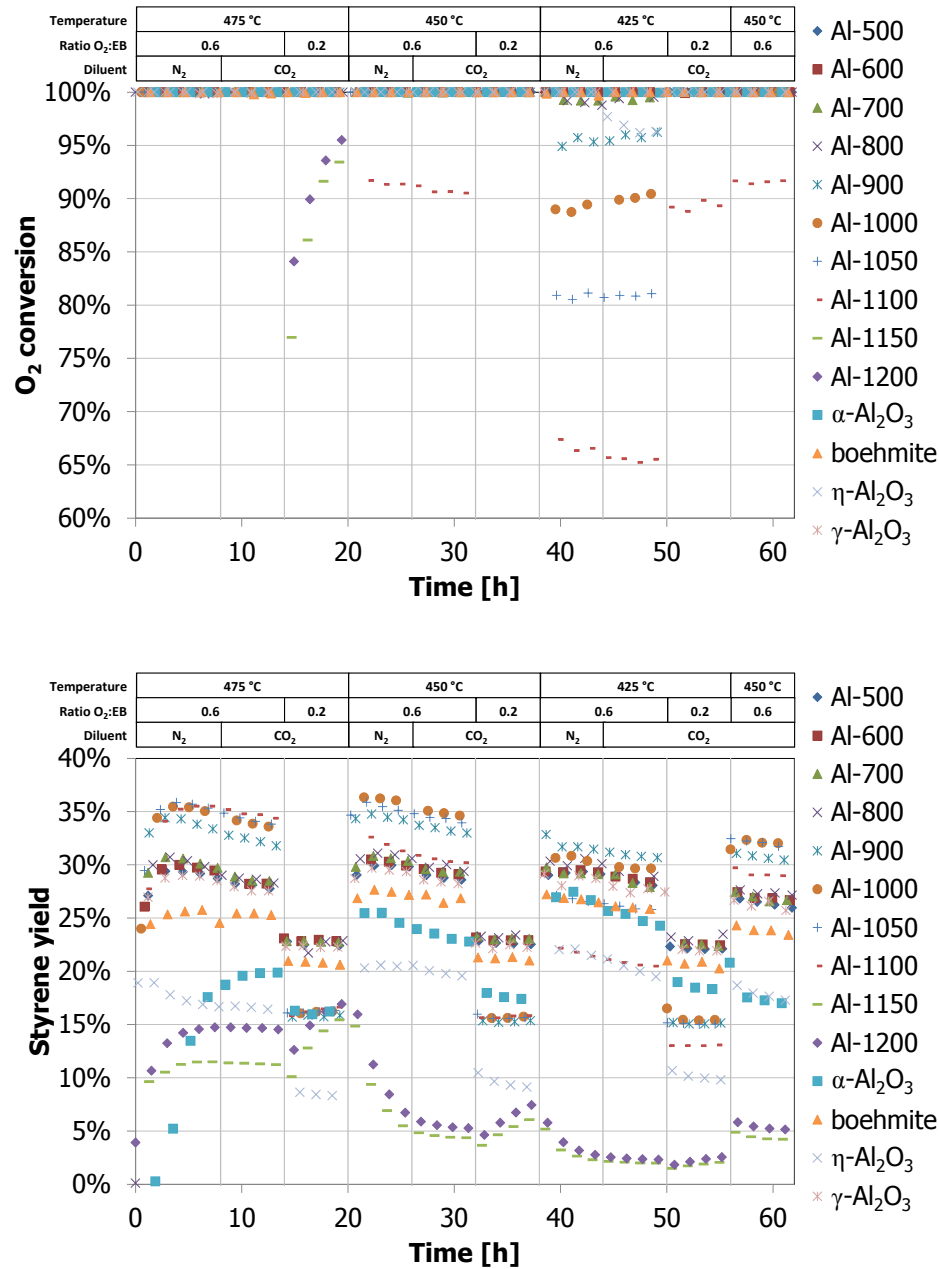 Temperature 475 °C 450 °C 425 °C 450 °C
Ratio O₂:EB 0.6 0.2 0.6 0.2 0.6 0.2 0.6
Diluent N₂ CO₂ N₂ CO₂ N₂ CO₂
100%
95%
90%
85%
80%
75%
70%
65%
60%
O₂ conversion
0 10 20 30 40 50 60
Time [h]
Al-500
Al-600
Al-700
Al-800
Al-900
Al-1000
Al-1050
Al-1100
Al-1150
Al-1200
α-Al₂O₃
boehmite
η-Al₂O₃
γ-Al₂O₃
Temperature 475 °C 450 °C 425 °C 450 °C
Ratio O₂:EB 0.6 0.2 0.6 0.2 0.6 0.2 0.6
Diluent N₂ CO₂ N₂ CO₂ N₂ CO₂
40%
35%
30%
25%
20%
15%
10%
5%
0%
Styrene yield
0 10 20 30 40 50 60
Time [h]
Al-500
Al-600
Al-700
Al-800
Al-900
Al-1000
Al-1050
Al-1100
Al-1150
Al-1200
α-Al₂O₃
boehmite
η-Al₂O₃
γ-Al₂O₃